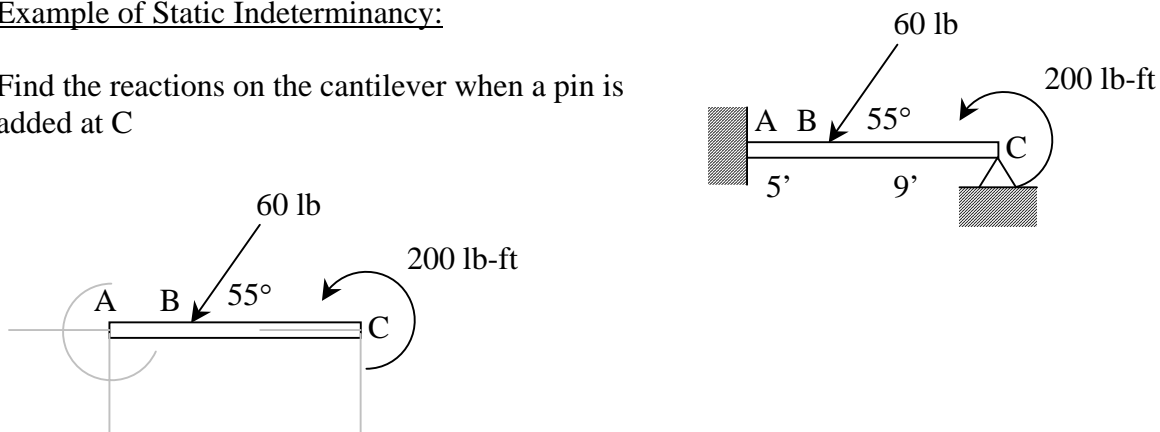 Example of Static Indeterminancy:
Find the reactions on the cantilever when a pin is
added at C
60 lb
200 lb-ft
A B 55°
C
5’ 9’
60 lb
200 lb-ft
A B 55°
C